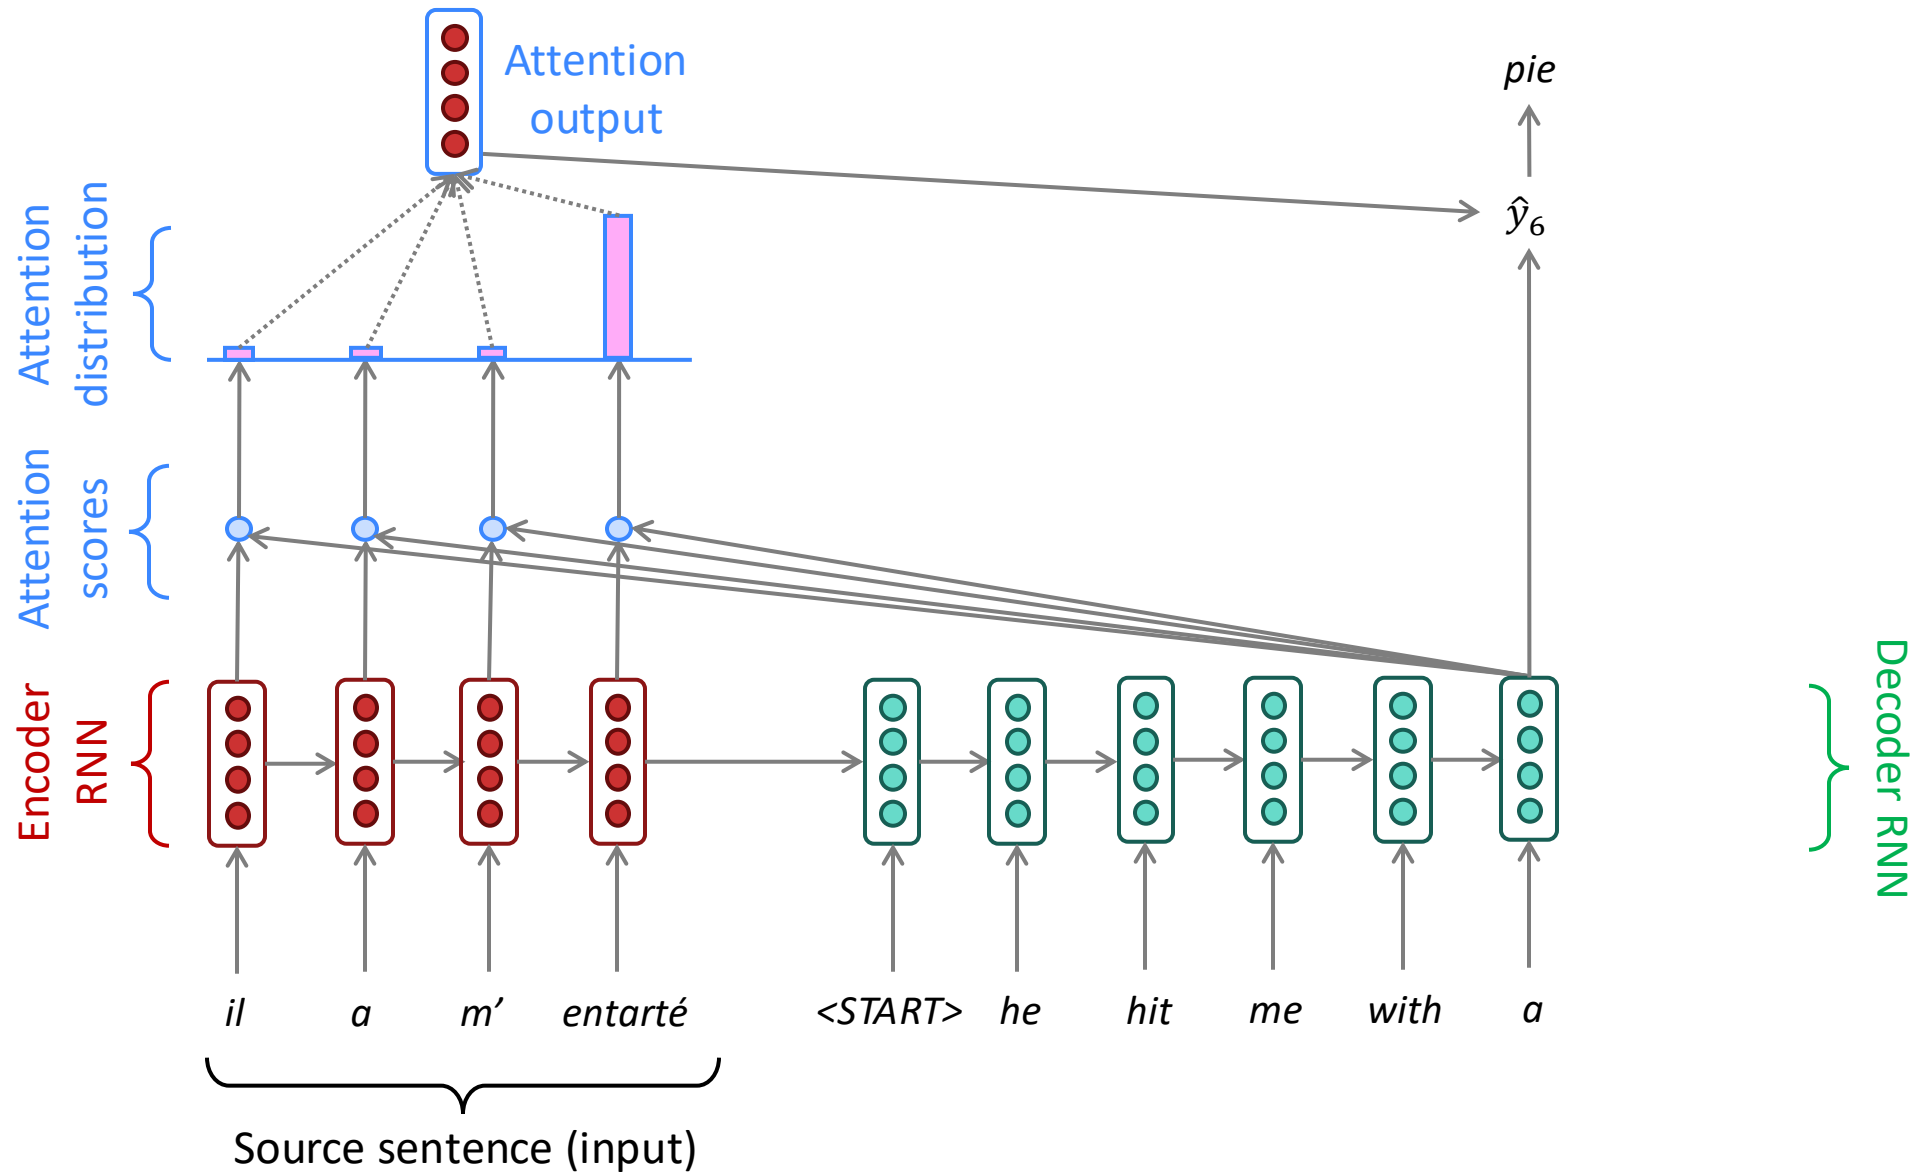 Attention
output
pie
Attention
distribution
ŷ₆
Attention
scores
Encoder
RNN
Decoder RNN
il a m’ entarté <START> he hit me with a
Source sentence (input)